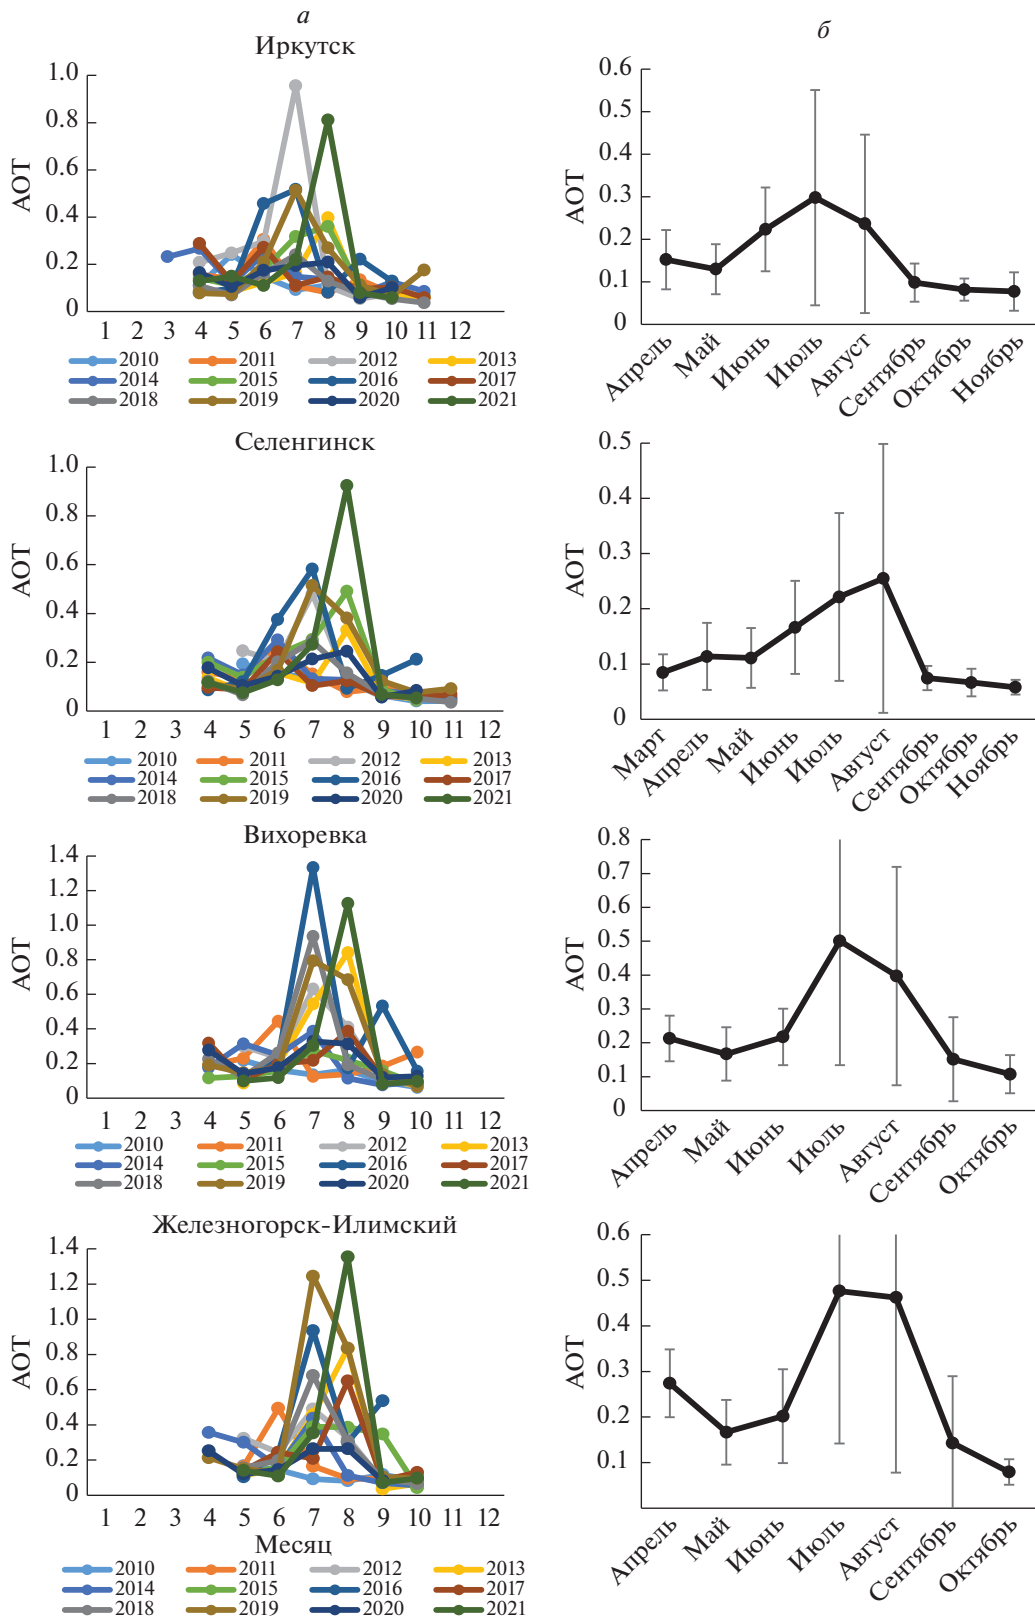 а
Иркутск
1.0
0.8
0.6
0.4
0.2
0
АОТ
1 2 3 4 5 6 7 8 9 10 11 12
2010 2011 2012 2013
2014 2015 2016 2017
2018 2019 2020 2021
б
0.6
0.5
0.4
0.3
0.2
0.1
0
АОТ
Апрель Май Июнь Июль Август Сентябрь Октябрь Ноябрь
Селенгинск
1.0
0.8
0.6
0.4
0.2
0
АОТ
1 2 3 4 5 6 7 8 9 10 11 12
2010 2011 2012 2013
2014 2015 2016 2017
2018 2019 2020 2021
0.5
0.4
0.3
0.2
0.1
0
АОТ
Март Апрель Май Июнь Июль Август Сентябрь Октябрь Ноябрь
Вихоревка
1.4
1.2
1.0
0.8
0.6
0.4
0.2
0
АОТ
1 2 3 4 5 6 7 8 9 10 11 12
2010 2011 2012 2013
2014 2015 2016 2017
2018 2019 2020 2021
0.8
0.7
0.6
0.5
0.4
0.3
0.2
0.1
0
АОТ
Апрель Май Июнь Июль Август Сентябрь Октябрь
Железногорск-Илимский
1.4
1.2
1.0
0.8
0.6
0.4
0.2
0
АОТ
1 2 3 4 5 6 7 8 9 10 11 12
Месяц
2010 2011 2012 2013
2014 2015 2016 2017
2018 2019 2020 2021
0.6
0.5
0.4
0.3
0.2
0.1
АОТ
Апрель Май Июнь Июль Август Сентябрь Октябрь